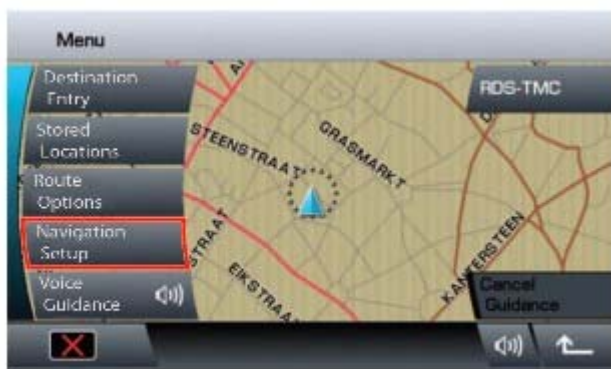 Menu
Destination
Entry
RDS-TMC
Stored
Locations
STEENSTRAAT
GRASMARKT
Route
Options
Navigation
Setup
STRAAT
EIKSTRAAT
KANTERSTEEN
Voice
Guidance
Cancel
Guidance